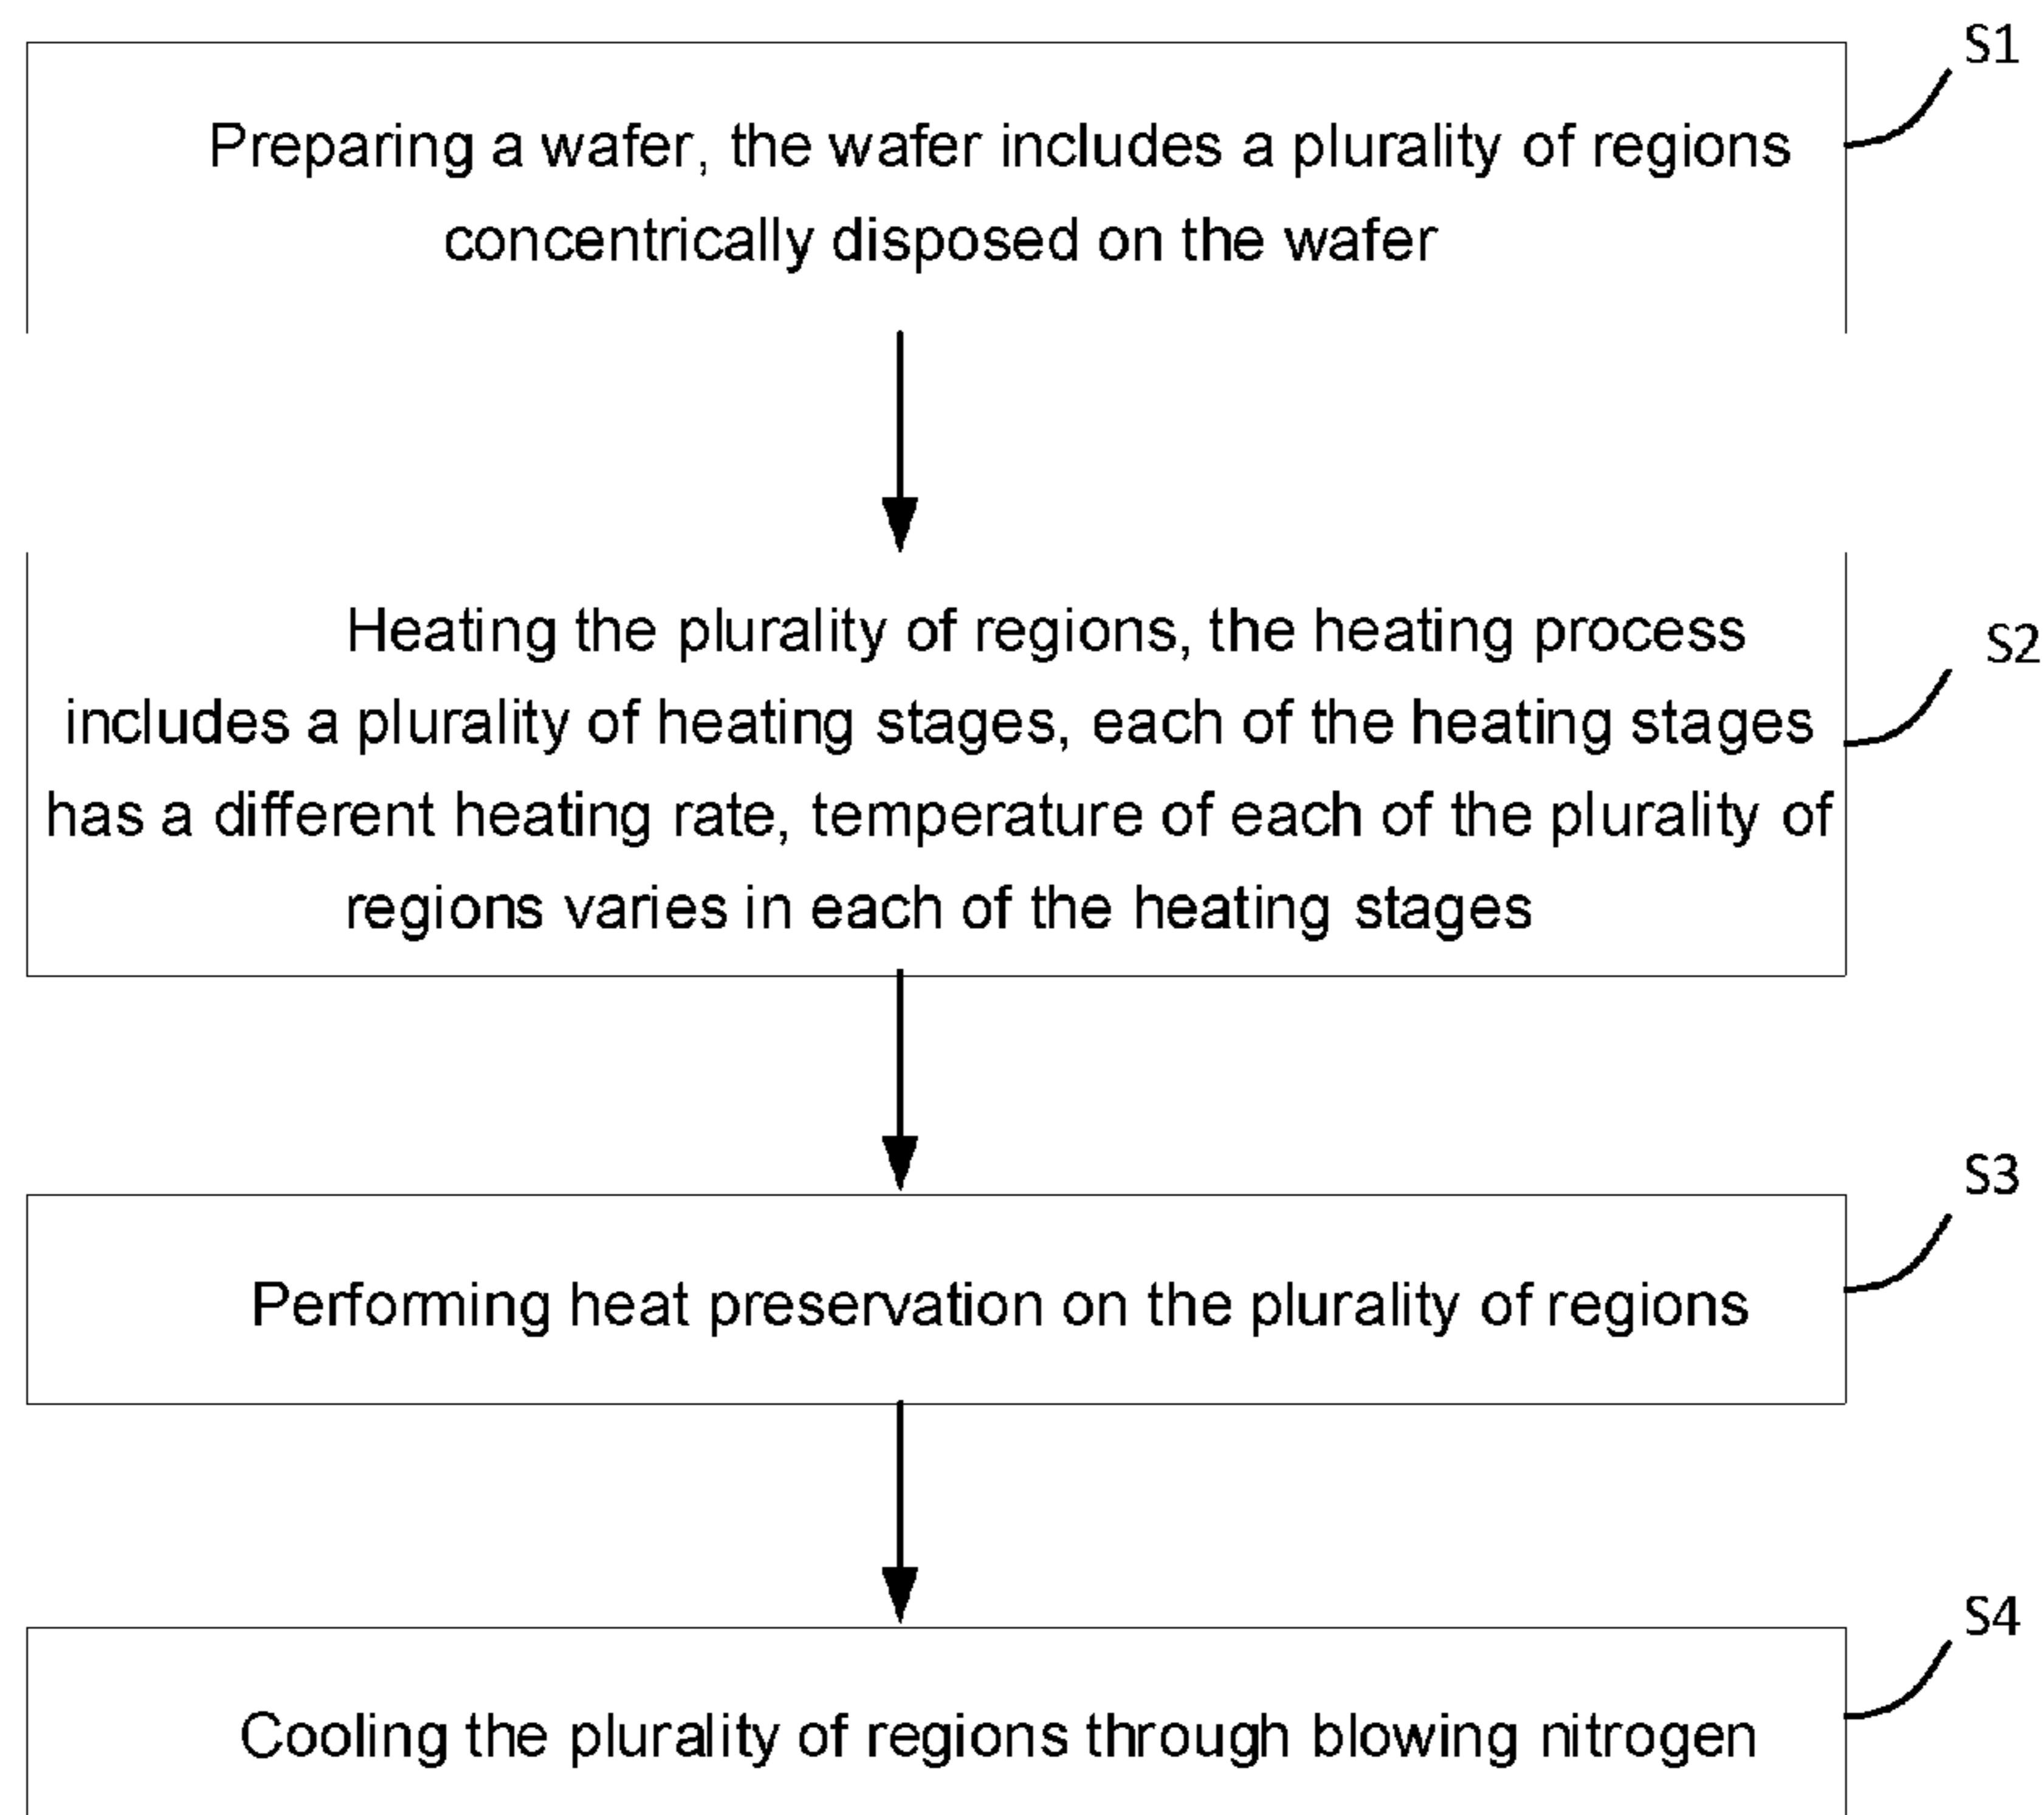 S1
Preparing a wafer, the wafer includes a plurality of regions
concentrically disposed on the wafer
Heating the plurality of regions, the heating process
S2
includes a plurality of heating stages, each of the heating stages
has a different heating rate, temperature of each of the plurality of
regions varies in each of the heating stages
S3
Performing heat preservation on the plurality of regions
S4
Cooling the plurality of regions through blowing nitrogen